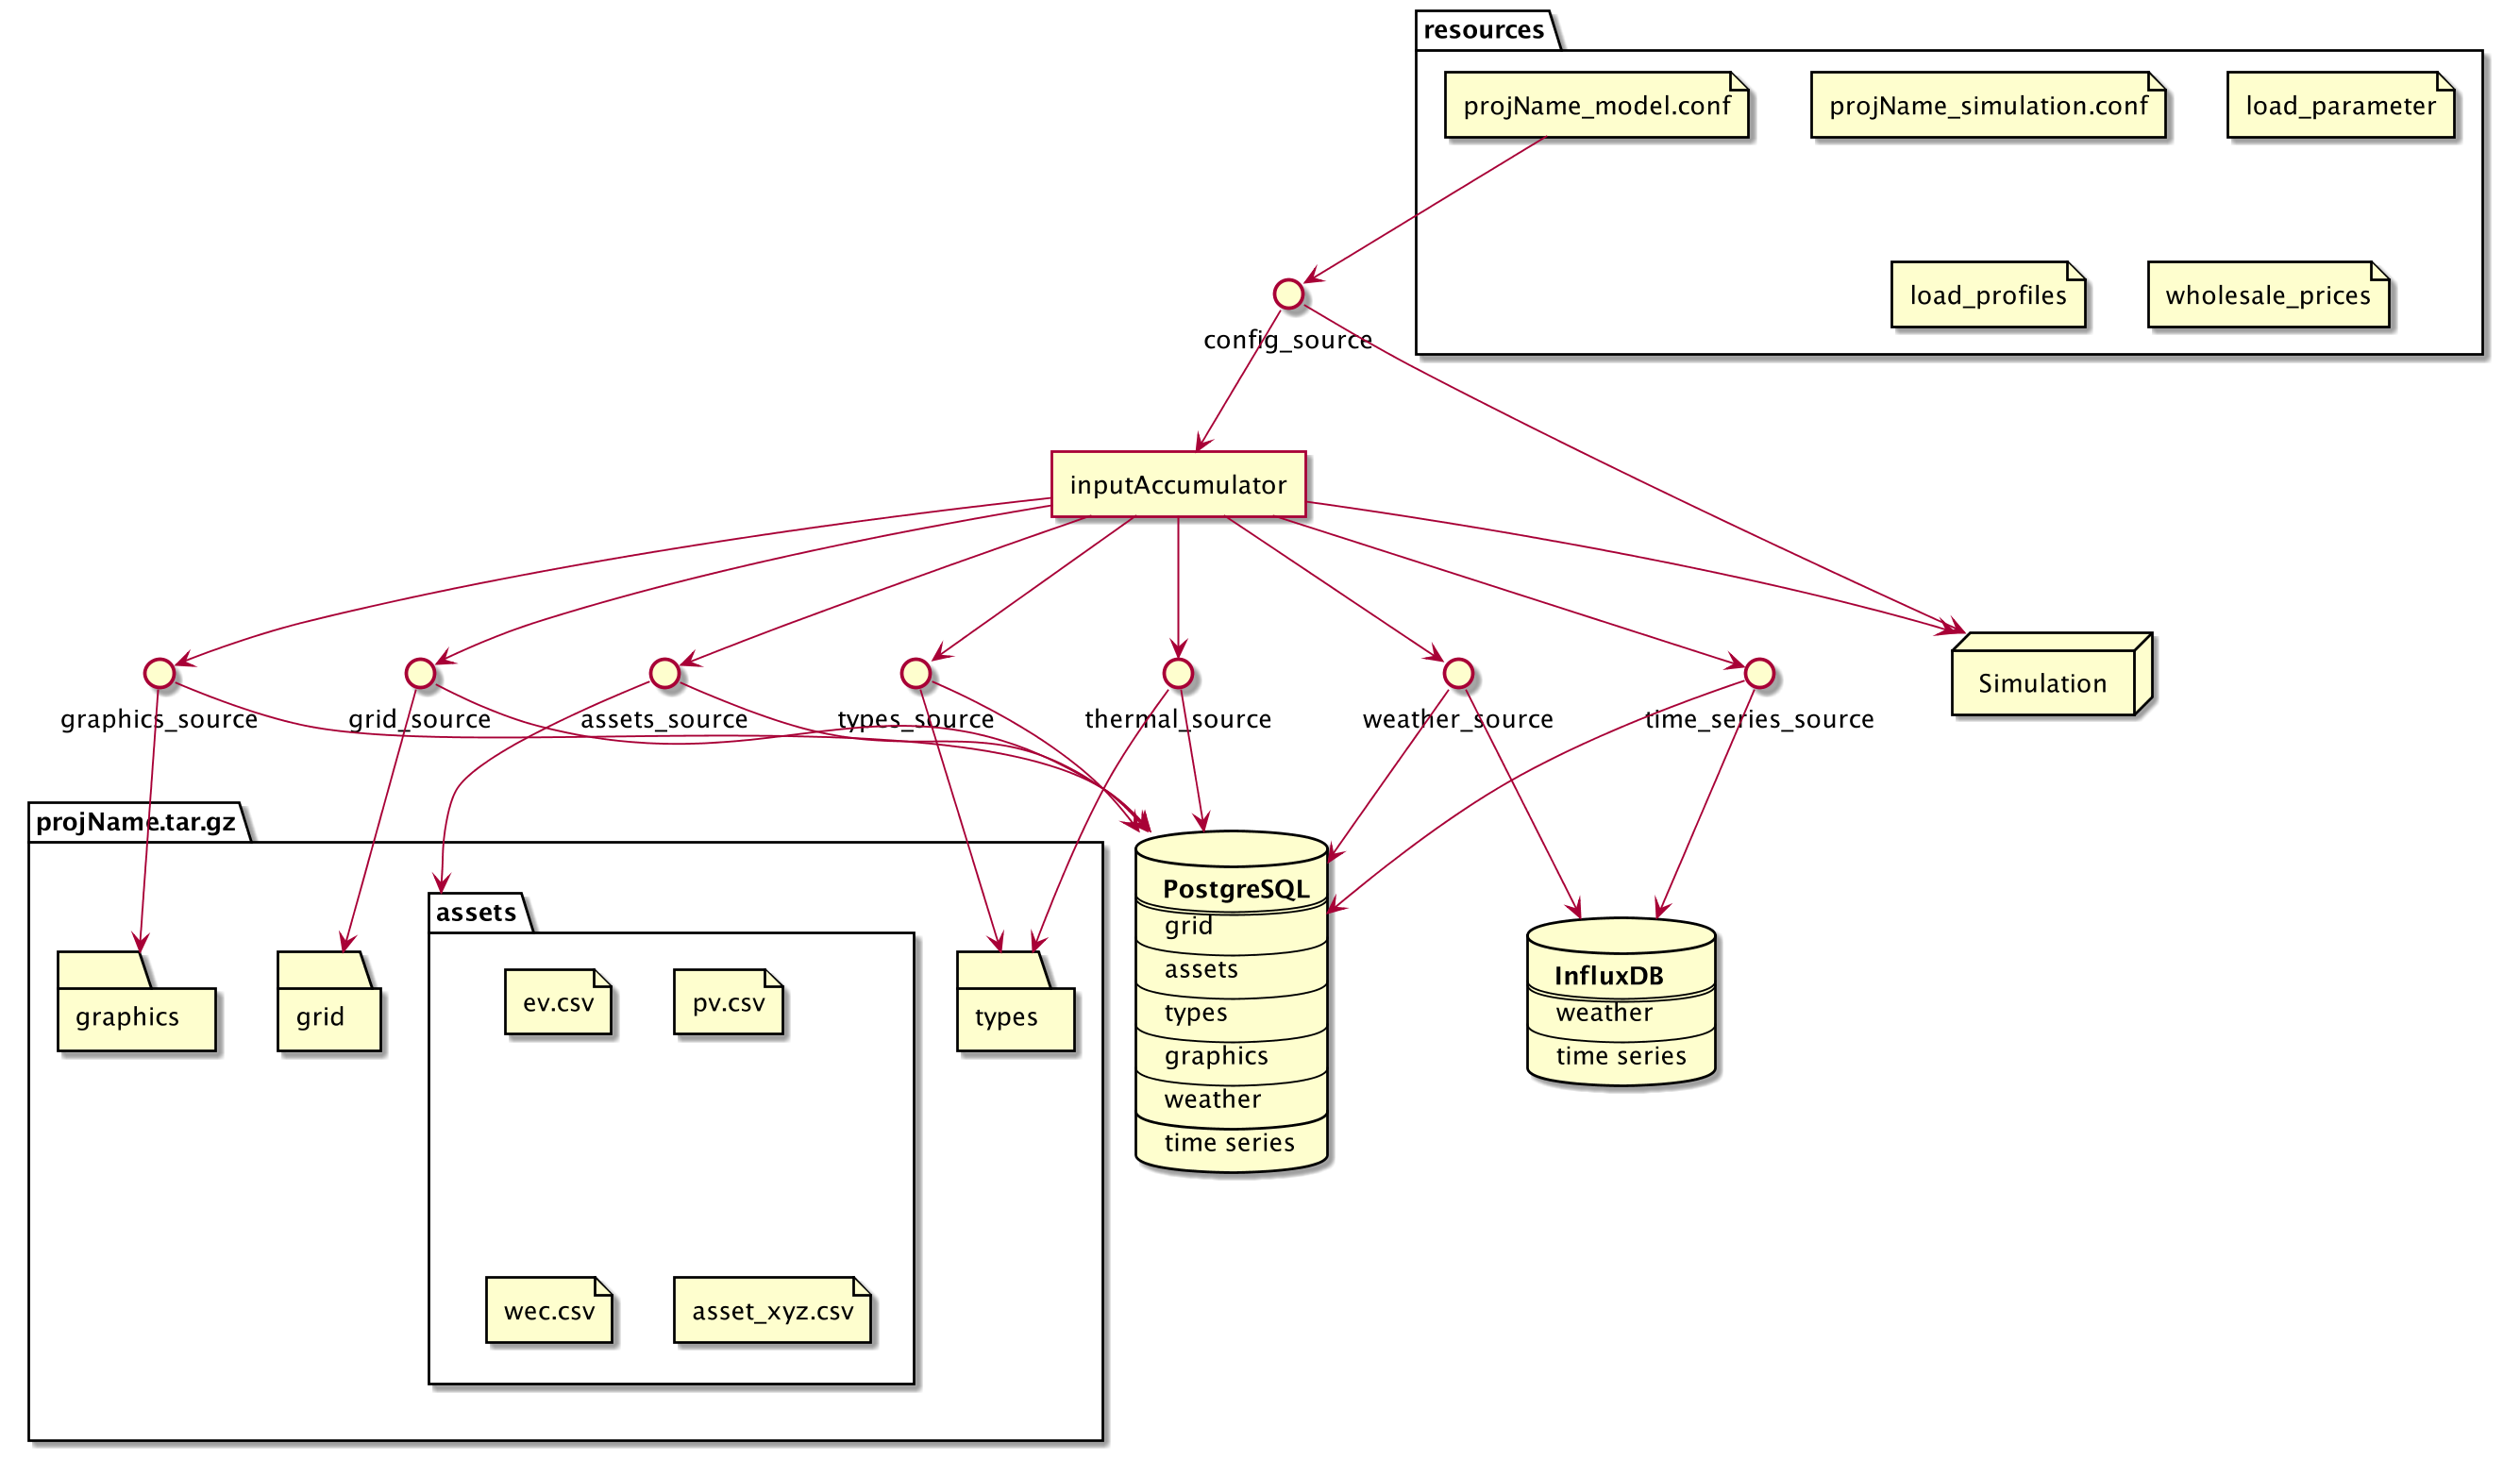 resources
projName_model.conf
projName_simulation.conf
load_parameter
load_profiles
wholesale_prices
config_source
inputAccumulator
Simulation
graphics_source
grid_source
assets_source
types_source
thermal_source
weather_source
time_series_source
projName.tar.gz
graphics
grid
assets
ev.csv
pv.csv
wec.csv
asset_xyz.csv
types
PostgreSQL
grid
assets
types
graphics
weather
time series
InfluxDB
weather
time series